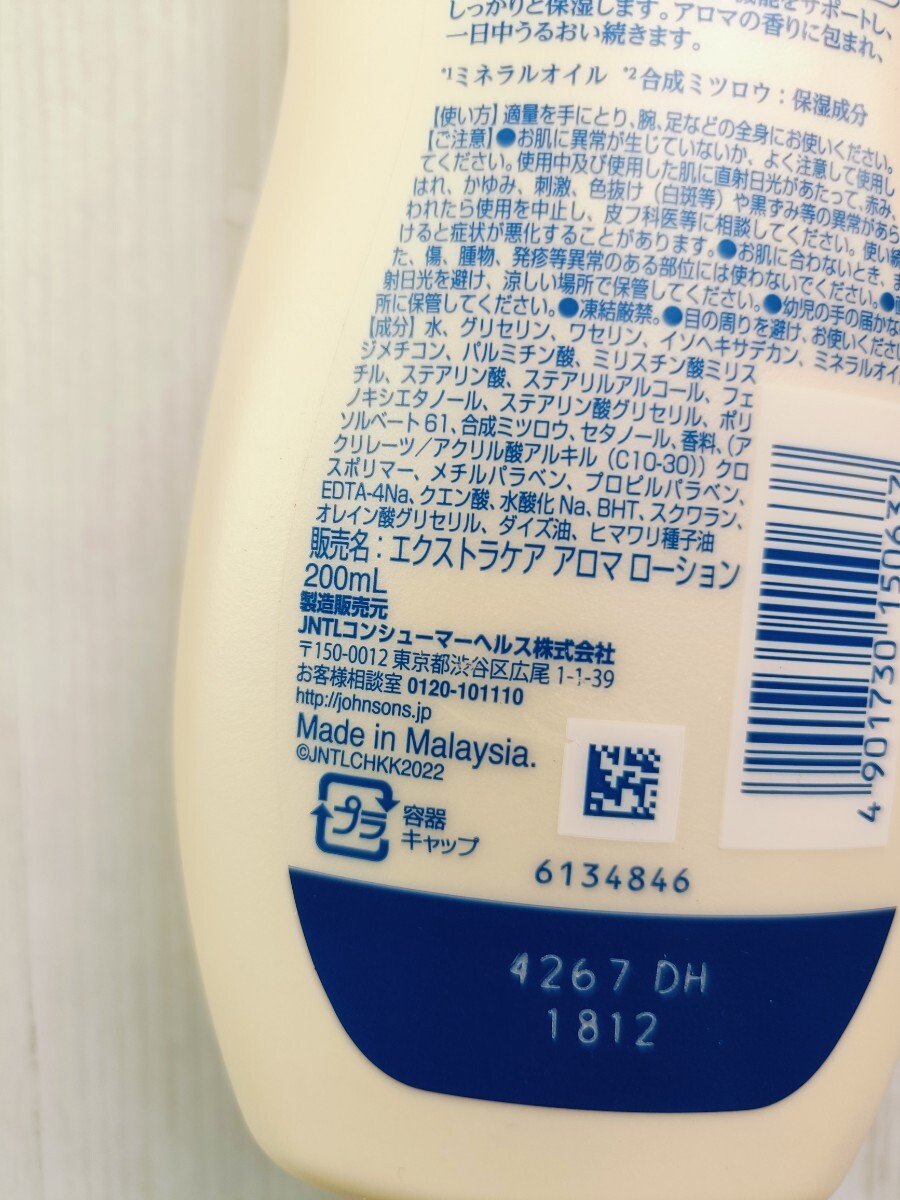 機能をサポートし、
しっかりと保湿します。アロマの香りに包まれ、
一日中うるおい続きます。
*1ミネラルオイル *2合成ミツロウ：保湿成分
【使い方】適量を手にとり、腕、足などの全身にお使いください。
【ご注意】●お肌に異常が生じていないか、よく注意して使用し
てください。使用中及び使用した肌に直射日光があたって、赤み、
はれ、かゆみ、刺激、色抜け（白斑等）や黒ずみ等の異常があら
われたら使用を中止し、皮フ科医等に相談してください。使い続
けると症状が悪化することがあります。●お肌に合わないとき、ま
た、傷、腫物、発疹等異常のある部位には使わないでください。●
射日光を避け、涼しい場所で保管してください。●幼児の手の届かな
所に保管してください。●凍結厳禁。●目の周りを避け、お使いくださ
【成分】水、グリセリン、ワセリン、イソヘキサデカン、ミネラルオイル
ジメチコン、パルミチン酸、ミリスチン酸ミリス
チル、ステアリン酸、ステアリルアルコール、フェ
ノキシエタノール、ステアリン酸グリセリル、ポリ
ソルベート61、合成ミツロウ、セタノール、香料、（ア
クリレーツ／アクリル酸アルキル（C10-30））クロ
スポリマー、メチルパラベン、プロピルパラベン、
EDTA-4Na、クエン酸、水酸化Na、BHT、スクワラン、
オレイン酸グリセリル、ダイズ油、ヒマワリ種子油
販売名：エクストラケア アロマ ローション
200mL
製造販売元
JNTLコンシューマーヘルス株式会社
〒150-0012 東京都渋谷区広尾 1-1-39
お客様相談室 0120-101110
http://johnsons.jp
Made in Malaysia.
©JNTLCHKK2022
プラ 容器
キャップ
4 901730 150637
6134846
4267 DH
1812